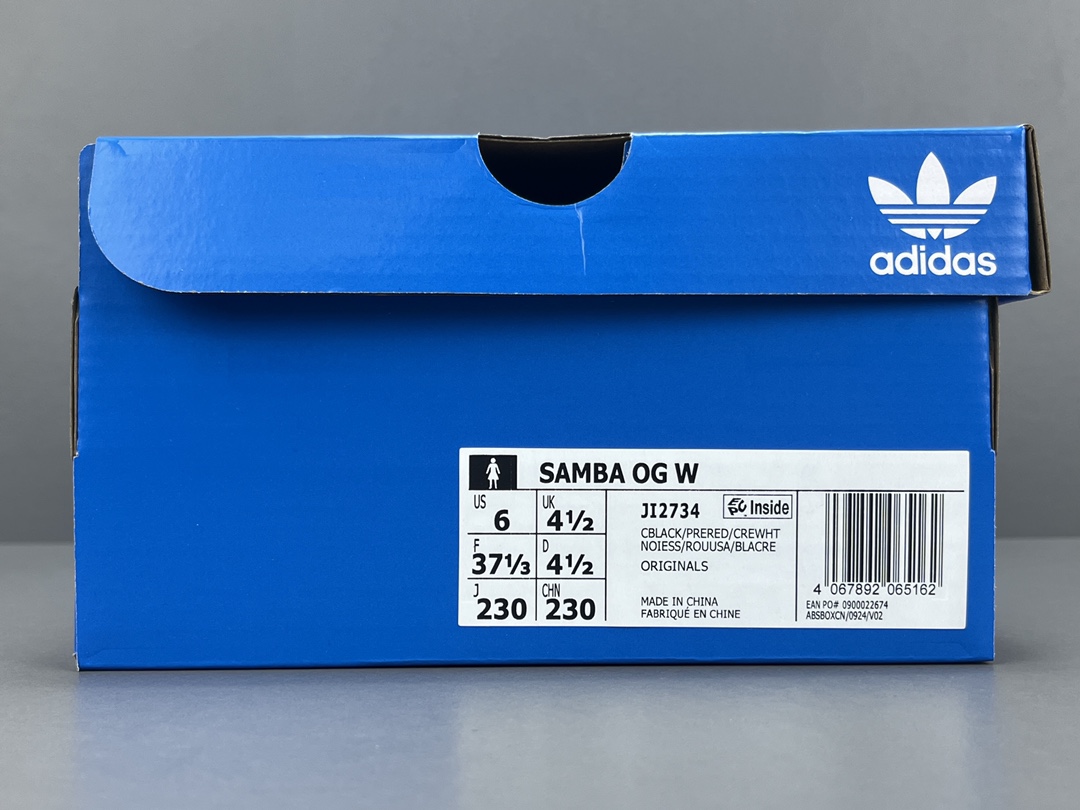 adidas
SAMBA OG W
US 6 UK 4½
F 37⅓ D 4½
J 230 CHN 230
JI2734 Inside
CBLACK/PRERED/CREWHT
NOIESS/ROUUSA/BLACRE
ORIGINALS
MADE IN CHINA
FABRIQUÉ EN CHINE
4 067892 065162
EAN PO# 0900022674
ABSBOXCN/0924/V02